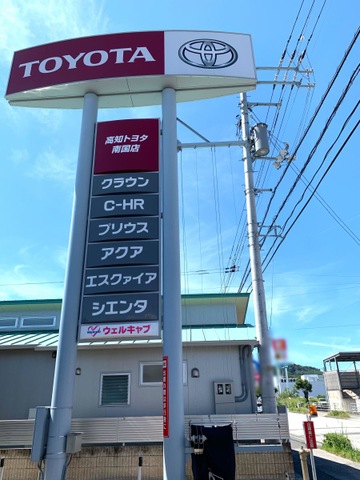 TOYOTA
高知トヨタ
南国店
クラウン
C-HR
プリウス
アクア
エスクァイア
シエンタ
ウェルキャブ